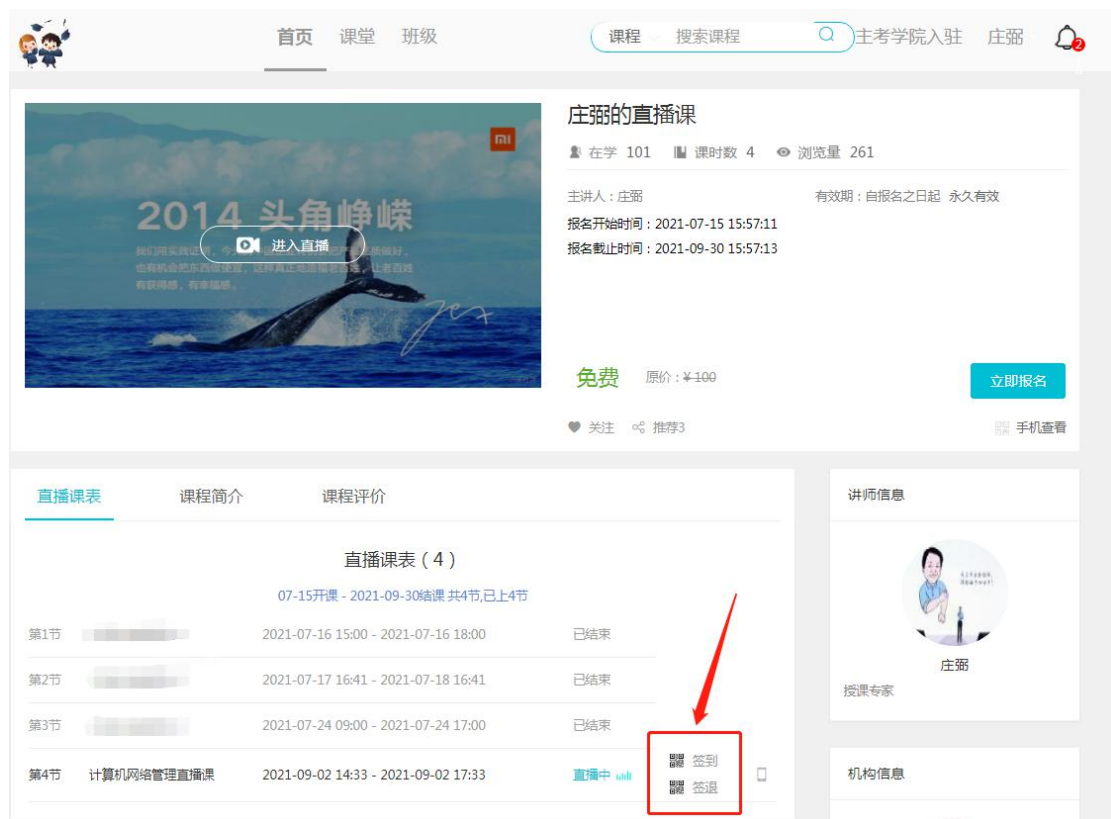 首页 课堂 班级 课程 搜索课程 主考学院入驻 庄弼 2
mi
2014 头角峥嵘
进入直播
有获得感，有幸福感。
庄弼的直播课
在学 101 课时数 4 浏览量 261
主讲人：庄弼 有效期：自报名之日起 永久有效
报名开始时间：2021-07-15 15:57:11
报名截止时间：2021-09-30 15:57:13
免费 原价：¥100 立即报名
关注 推荐3 手机查看
直播课表 课程简介 课程评价
直播课表（4）
07-15开课 - 2021-09-30结课 共4节,已上4节
第1节 2021-07-16 15:00 - 2021-07-16 18:00 已结束
第2节 2021-07-17 16:41 - 2021-07-18 16:41 已结束
第3节 2021-07-24 09:00 - 2021-07-24 17:00 已结束
第4节 计算机网络管理直播课 2021-09-02 14:33 - 2021-09-02 17:33 直播中
签到
签退
讲师信息
庄弼
授课专家
机构信息